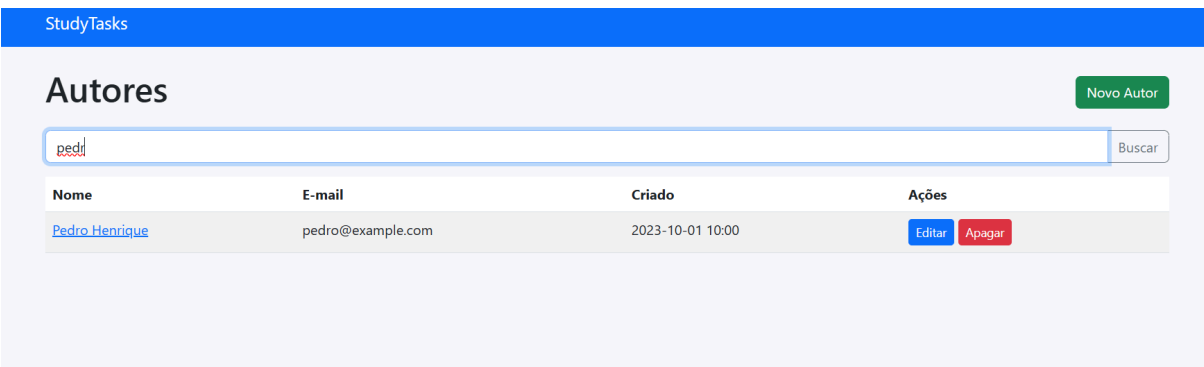 StudyTasks
Autores
Novo Autor
pedr
Buscar
Nome E-mail Criado Ações
Pedro Henrique pedro@example.com 2023-10-01 10:00 Editar Apagar